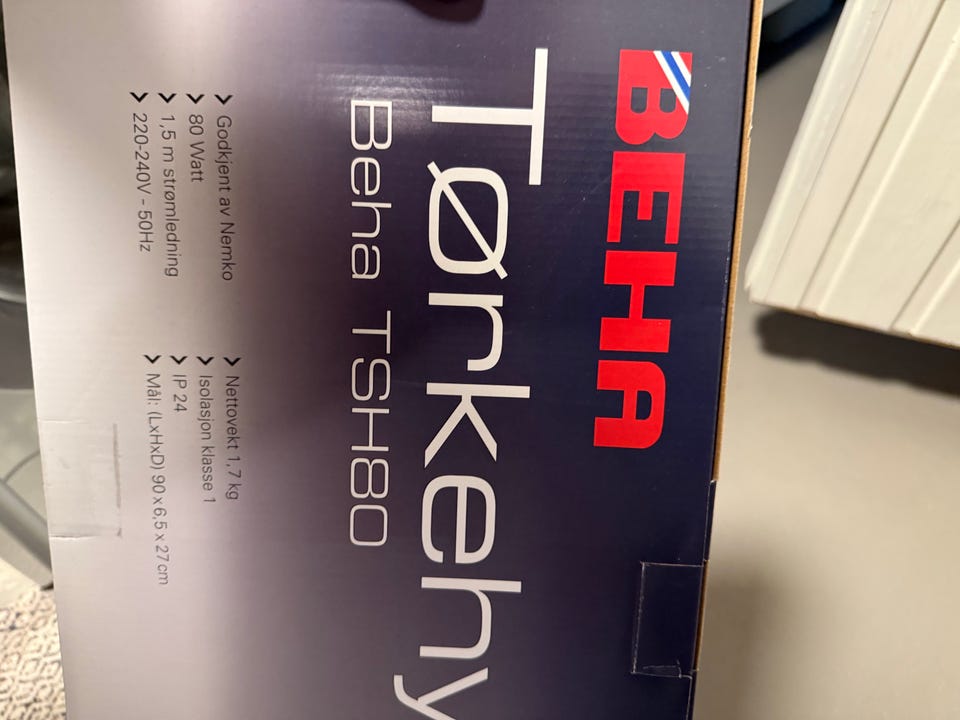 BEHA
Tørkehy
Beha TSH80
> Godkjent av Nemko
> 80 Watt
> 1,5 m strømledning
> 220-240V - 50Hz
> Nettovekt 1,7 kg
> Isolasjon klasse 1
> IP 24
> Mål: (LxHxD) 90 x 6,5 x 27 cm